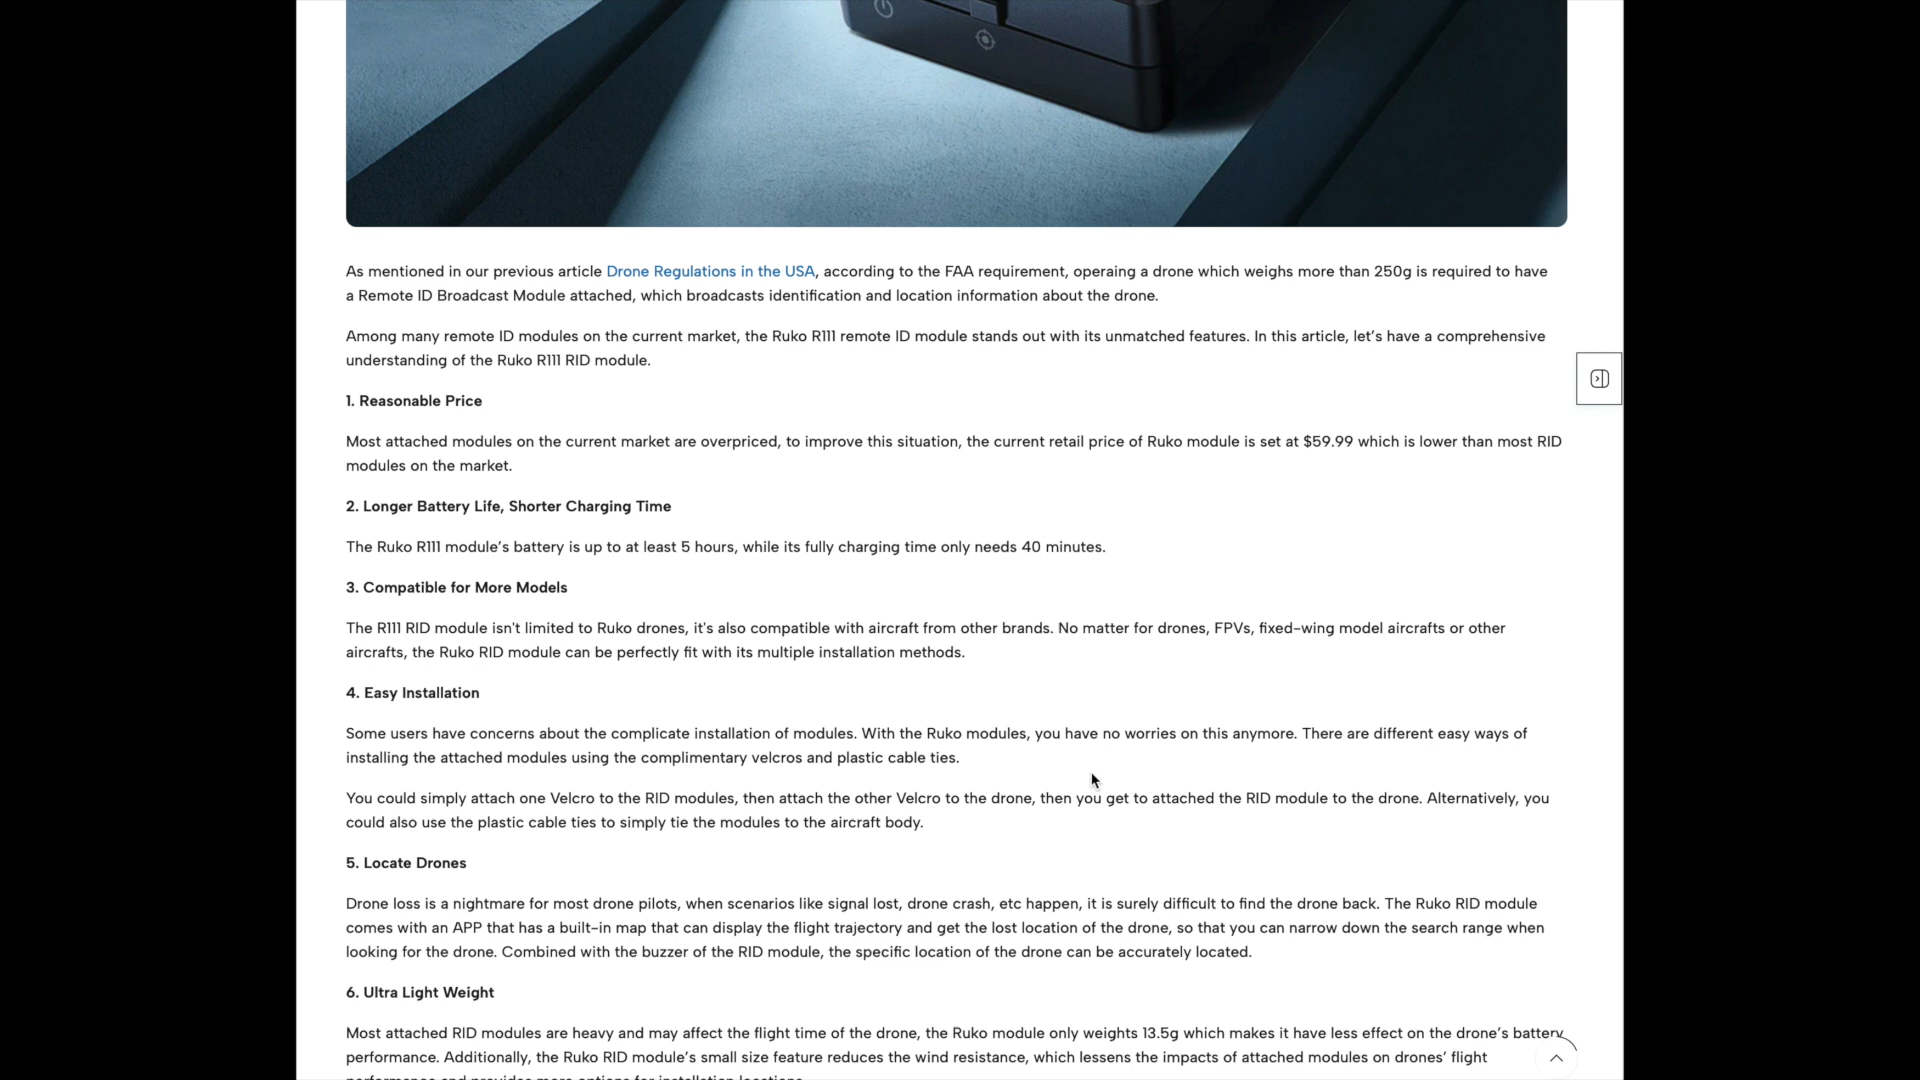 As mentioned in our previous article Drone Regulations in the USA, according to the FAA requirement, operaing a drone which weighs more than 250g is required to have
a Remote ID Broadcast Module attached, which broadcasts identification and location information about the drone.
Among many remote ID modules on the current market, the Ruko R111 remote ID module stands out with its unmatched features. In this article, let's have a comprehensive
understanding of the Ruko R111 RID module.
1. Reasonable Price
Most attached modules on the current market are overpriced, to improve this situation, the current retail price of Ruko module is set at $59.99 which is lower than most RID
modules on the market.
2. Longer Battery Life, Shorter Charging Time
The Ruko R111 module's battery is up to at least 5 hours, while its fully charging time only needs 40 minutes.
3. Compatible for More Models
The R111 RID module isn't limited to Ruko drones, it's also compatible with aircraft from other brands. No matter for drones, FPVs, fixed-wing model aircrafts or other
aircrafts, the Ruko RID module can be perfectly fit with its multiple installation methods.
4. Easy Installation
Some users have concerns about the complicate installation of modules. With the Ruko modules, you have no worries on this anymore. There are different easy ways of
installing the attached modules using the complimentary velcros and plastic cable ties.
You could simply attach one Velcro to the RID modules, then attach the other Velcro to the drone, then you get to attached the RID module to the drone. Alternatively, you
could also use the plastic cable ties to simply tie the modules to the aircraft body.
5. Locate Drones
Drone loss is a nightmare for most drone pilots, when scenarios like signal lost, drone crash, etc happen, it is surely difficult to find the drone back. The Ruko RID module
comes with an APP that has a built-in map that can display the flight trajectory and get the lost location of the drone, so that you can narrow down the search range when
looking for the drone. Combined with the buzzer of the RID module, the specific location of the drone can be accurately located.
6. Ultra Light Weight
Most attached RID modules are heavy and may affect the flight time of the drone, the Ruko module only weights 13.5g which makes it have less effect on the drone's battery
performance. Additionally, the Ruko RID module's small size feature reduces the wind resistance, which lessens the impacts of attached modules on drones' flight
performance and provides more options for installation locations.